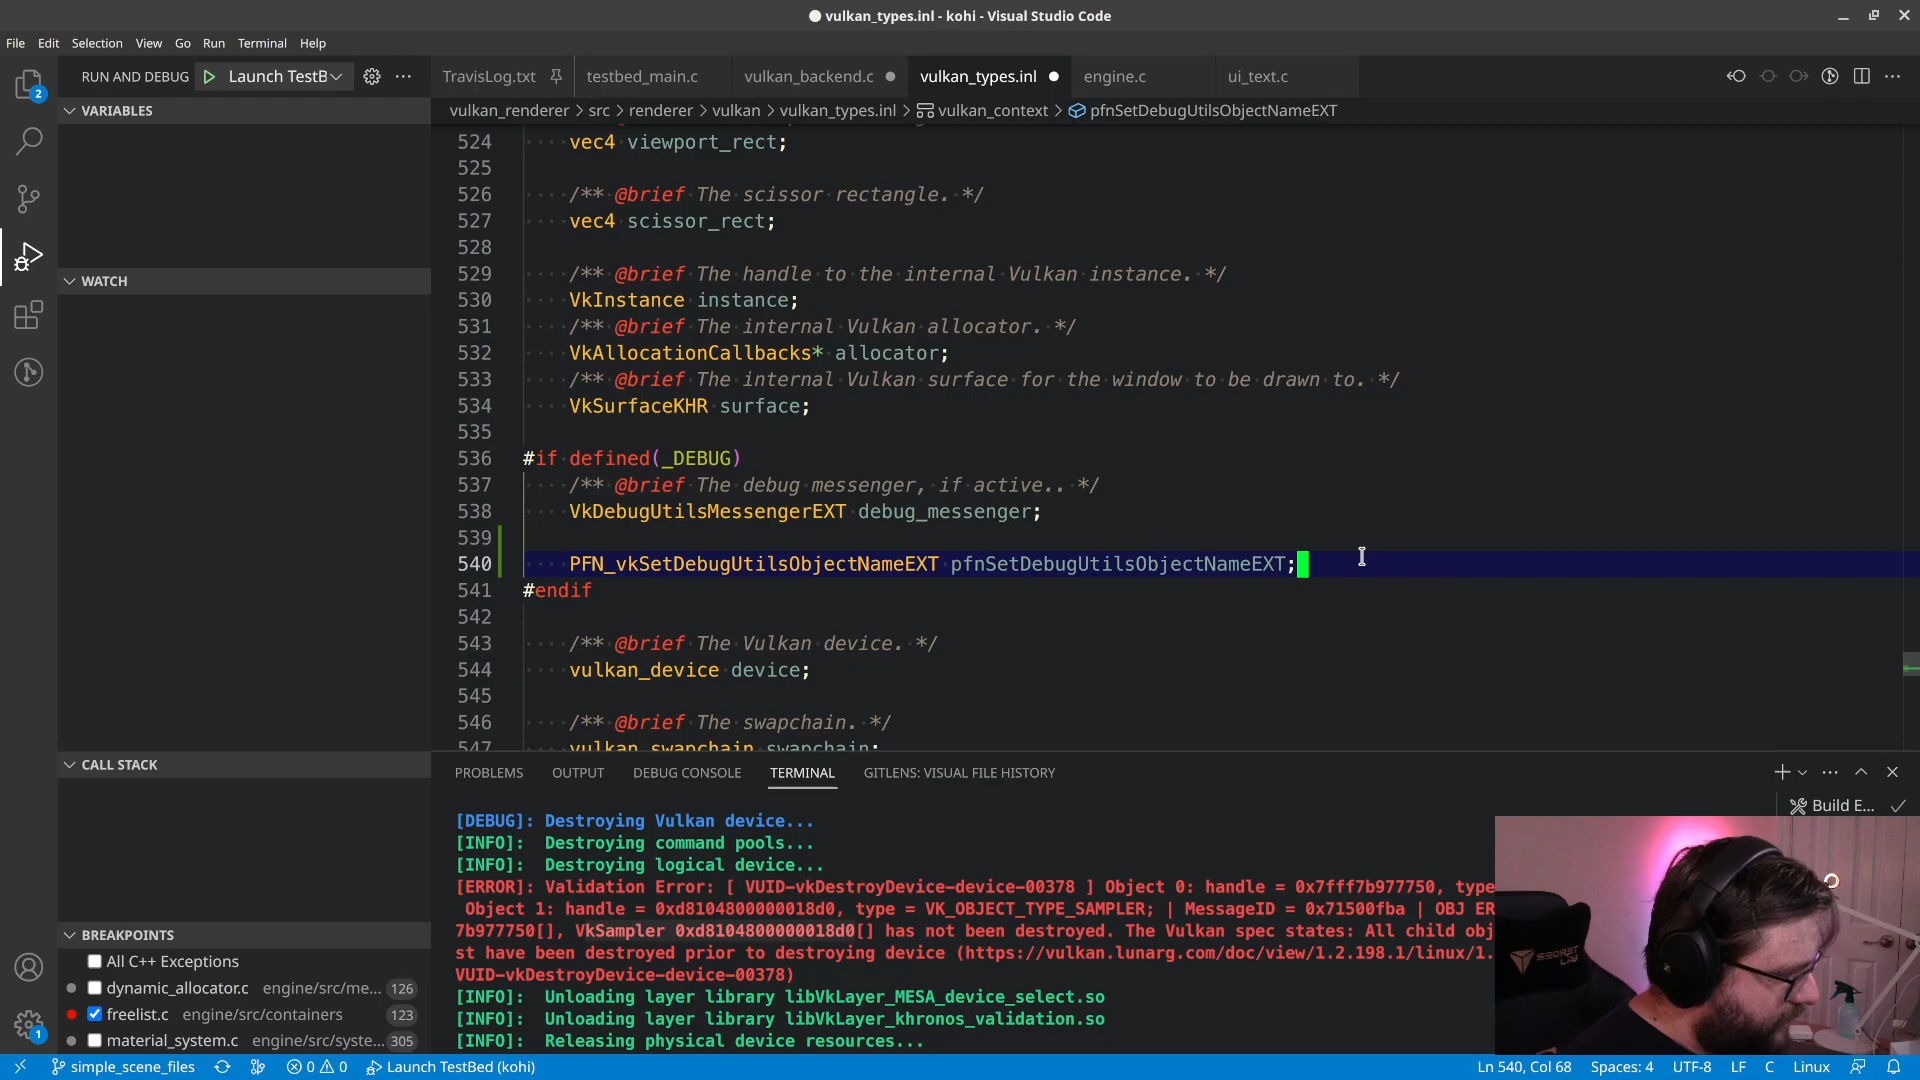 vulkan_types.inl - kohi - Visual Studio Code
File Edit Selection View Go Run Terminal Help
RUN AND DEBUG Launch TestB
TravisLog.txt testbed_main.c vulkan_backend.c vulkan_types.inl engine.c ui_text.c
2
VARIABLES
vulkan_renderer > src > renderer > vulkan > vulkan_types.inl > vulkan_context > pfnSetDebugUtilsObjectNameEXT
524 vec4 viewport_rect;
525
526 /** @brief The scissor rectangle. */
527 vec4 scissor_rect;
528
WATCH
529 /** @brief The handle to the internal Vulkan instance. */
530 VkInstance instance;
531 /** @brief The internal Vulkan allocator. */
532 VkAllocationCallbacks* allocator;
533 /** @brief The internal Vulkan surface for the window to be drawn to. */
534 VkSurfaceKHR surface;
535
536 #if defined(_DEBUG)
537 /** @brief The debug messenger, if active.. */
538 VkDebugUtilsMessengerEXT debug_messenger;
539
540 PFN_vkSetDebugUtilsObjectNameEXT pfnSetDebugUtilsObjectNameEXT;
541 #endif
542
543 /** @brief The Vulkan device. */
544 vulkan_device device;
545
546 /** @brief The swapchain. */
547 vulkan_swapchain swapchain;
CALL STACK
PROBLEMS OUTPUT DEBUG CONSOLE TERMINAL GITLENS: VISUAL FILE HISTORY
Build E...
[DEBUG]: Destroying Vulkan device...
[INFO]: Destroying command pools...
[INFO]: Destroying logical device...
[ERROR]: Validation Error: [ VUID-vkDestroyDevice-device-00378 ] Object 0: handle = 0x7fff7b977750, type
Object 1: handle = 0xd8104800000018d0, type = VK_OBJECT_TYPE_SAMPLER; | MessageID = 0x71500fba | OBJ ER
7b977750[], VkSampler 0xd8104800000018d0[] has not been destroyed. The Vulkan spec states: All child obj
st have been destroyed prior to destroying device (https://vulkan.lunarg.com/doc/view/1.2.198.1/linux/1.
VUID-vkDestroyDevice-device-00378)
[INFO]: Unloading layer library libVkLayer_MESA_device_select.so
[INFO]: Unloading layer library libVkLayer_khronos_validation.so
[INFO]: Releasing physical device resources...
BREAKPOINTS
All C++ Exceptions
dynamic_allocator.c engine/src/me... 126
freelist.c engine/src/containers 123
material_system.c engine/src/syste... 305
1
SECRET
LAB
simple_scene_files 0 0 Launch TestBed (kohi) Ln 540, Col 68 Spaces: 4 UTF-8 LF C Linux